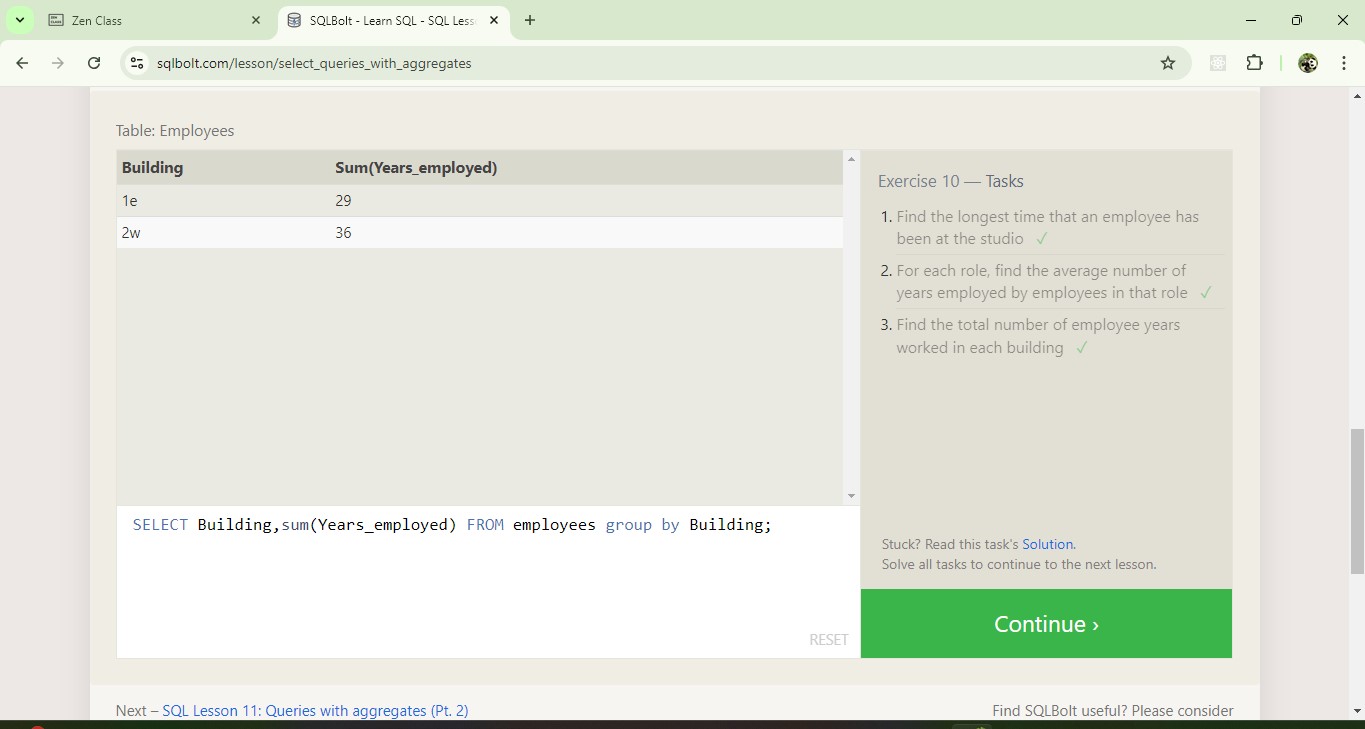 Zen Class
SQLBolt - Learn SQL - SQL Less
sqlbolt.com/lesson/select_queries_with_aggregates
Table: Employees
Building Sum(Years_employed)
1e 29
2w 36
SELECT Building,sum(Years_employed) FROM employees group by Building;
RESET
Exercise 10 — Tasks
1. Find the longest time that an employee has
been at the studio ✓
2. For each role, find the average number of
years employed by employees in that role ✓
3. Find the total number of employee years
worked in each building ✓
Stuck? Read this task's Solution.
Solve all tasks to continue to the next lesson.
Continue ›
Next – SQL Lesson 11: Queries with aggregates (Pt. 2)
Find SQLBolt useful? Please consider